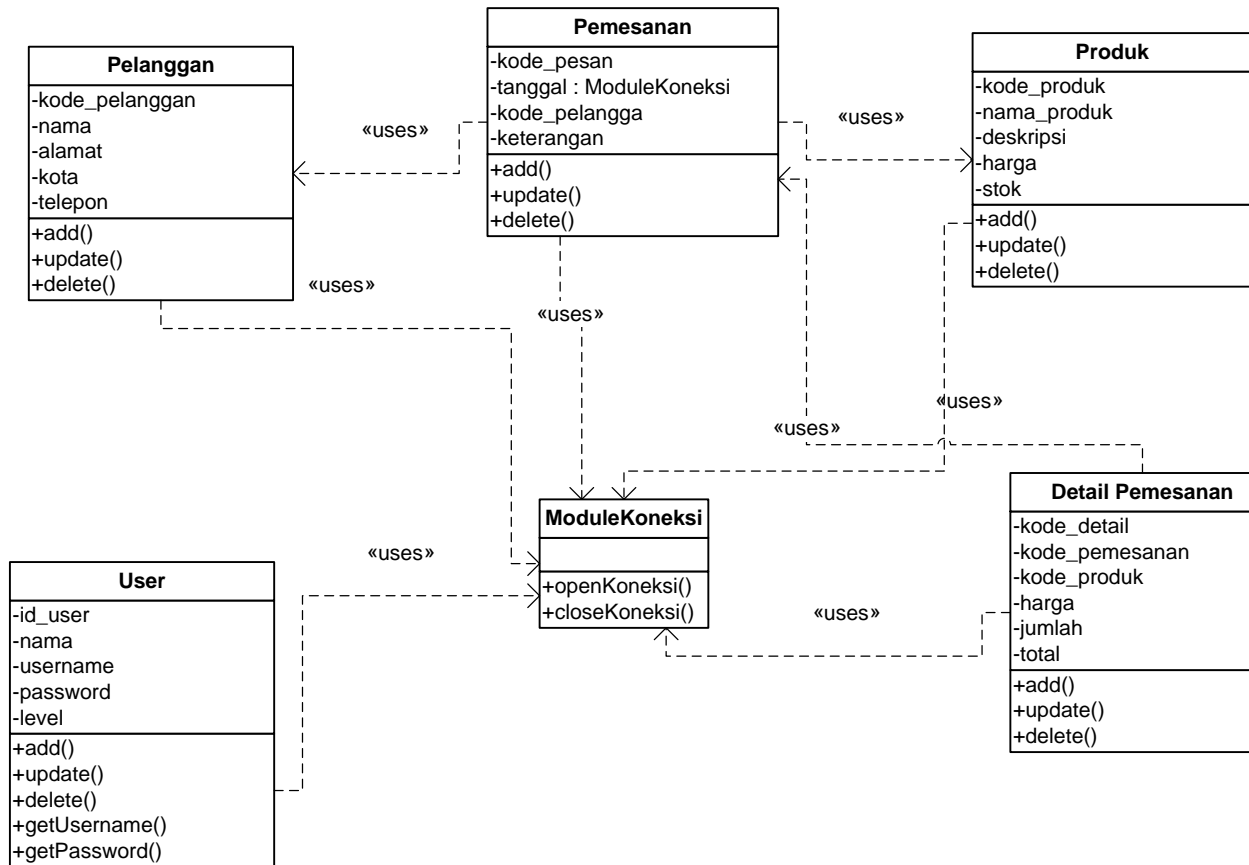 Pelanggan
-kode_pelanggan
-nama
-alamat
-kota
-telepon
+add()
+update()
+delete()
«uses»
Pemesanan
-kode_pesan
-tanggal : ModuleKoneksi
-kode_pelangga
-keterangan
+add()
+update()
+delete()
«uses»
Produk
-kode_produk
-nama_produk
-deskripsi
-harga
-stok
+add()
+update()
+delete()
«uses»
«uses»
«uses»
«uses»
ModuleKoneksi
+openKoneksi()
+closeKoneksi()
Detail Pemesanan
-kode_detail
-kode_pemesanan
-kode_produk
-harga
-jumlah
-total
+add()
+update()
+delete()
«uses»
«uses»
User
-id_user
-nama
-username
-password
-level
+add()
+update()
+delete()
+getUsername()
+getPassword()